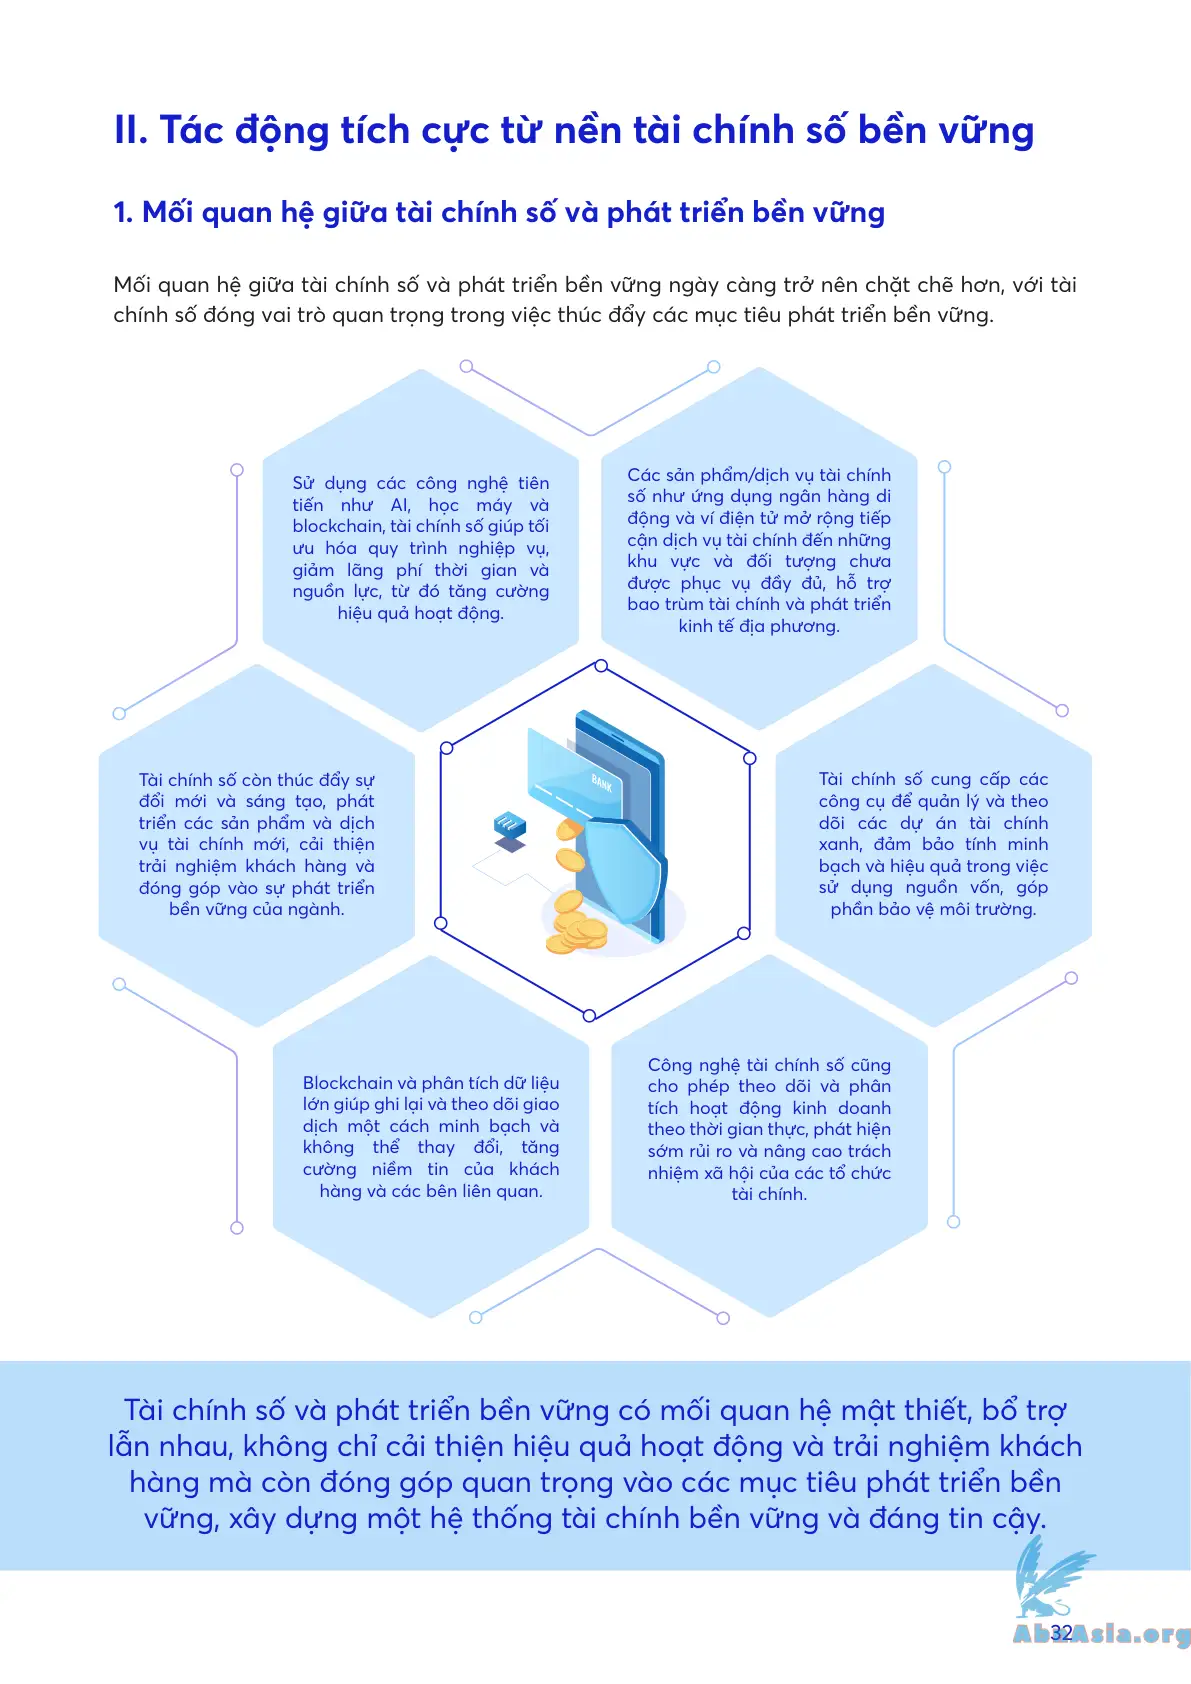 II. Tác động tích cực từ nền tài chính số bền vững
1. Mối quan hệ giữa tài chính số và phát triển bền vững
Mối quan hệ giữa tài chính số và phát triển bền vững ngày càng trở nên chặt chẽ hơn, với tài
chính số đóng vai trò quan trọng trong việc thúc đẩy các mục tiêu phát triển bền vững.
Sử dụng các công nghệ tiên
tiến như AI, học máy và
blockchain, tài chính số giúp tối
ưu hóa quy trình nghiệp vụ,
giảm lãng phí thời gian và
nguồn lực, từ đó tăng cường
hiệu quả hoạt động.
Các sản phẩm/dịch vụ tài chính
số như ứng dụng ngân hàng di
động và ví điện tử mở rộng tiếp
cận dịch vụ tài chính đến những
khu vực và đối tượng chưa
được phục vụ đầy đủ, hỗ trợ
bao trùm tài chính và phát triển
kinh tế địa phương.
Tài chính số còn thúc đẩy sự
đổi mới và sáng tạo, phát
triển các sản phẩm và dịch
vụ tài chính mới, cải thiện
trải nghiệm khách hàng và
đóng góp vào sự phát triển
bền vững của ngành.
BANK
Tài chính số cung cấp các
công cụ để quản lý và theo
dõi các dự án tài chính
xanh, đảm bảo tính minh
bạch và hiệu quả trong việc
sử dụng nguồn vốn, góp
phần bảo vệ môi trường.
Blockchain và phân tích dữ liệu
lớn giúp ghi lại và theo dõi giao
dịch một cách minh bạch và
không thể thay đổi, tăng
cường niềm tin của khách
hàng và các bên liên quan.
Công nghệ tài chính số cũng
cho phép theo dõi và phân
tích hoạt động kinh doanh
theo thời gian thực, phát hiện
sớm rủi ro và nâng cao trách
nhiệm xã hội của các tổ chức
tài chính.
Tài chính số và phát triển bền vững có mối quan hệ mật thiết, bổ trợ
lẫn nhau, không chỉ cải thiện hiệu quả hoạt động và trải nghiệm khách
hàng mà còn đóng góp quan trọng vào các mục tiêu phát triển bền
vững, xây dựng một hệ thống tài chính bền vững và đáng tin cậy.
32